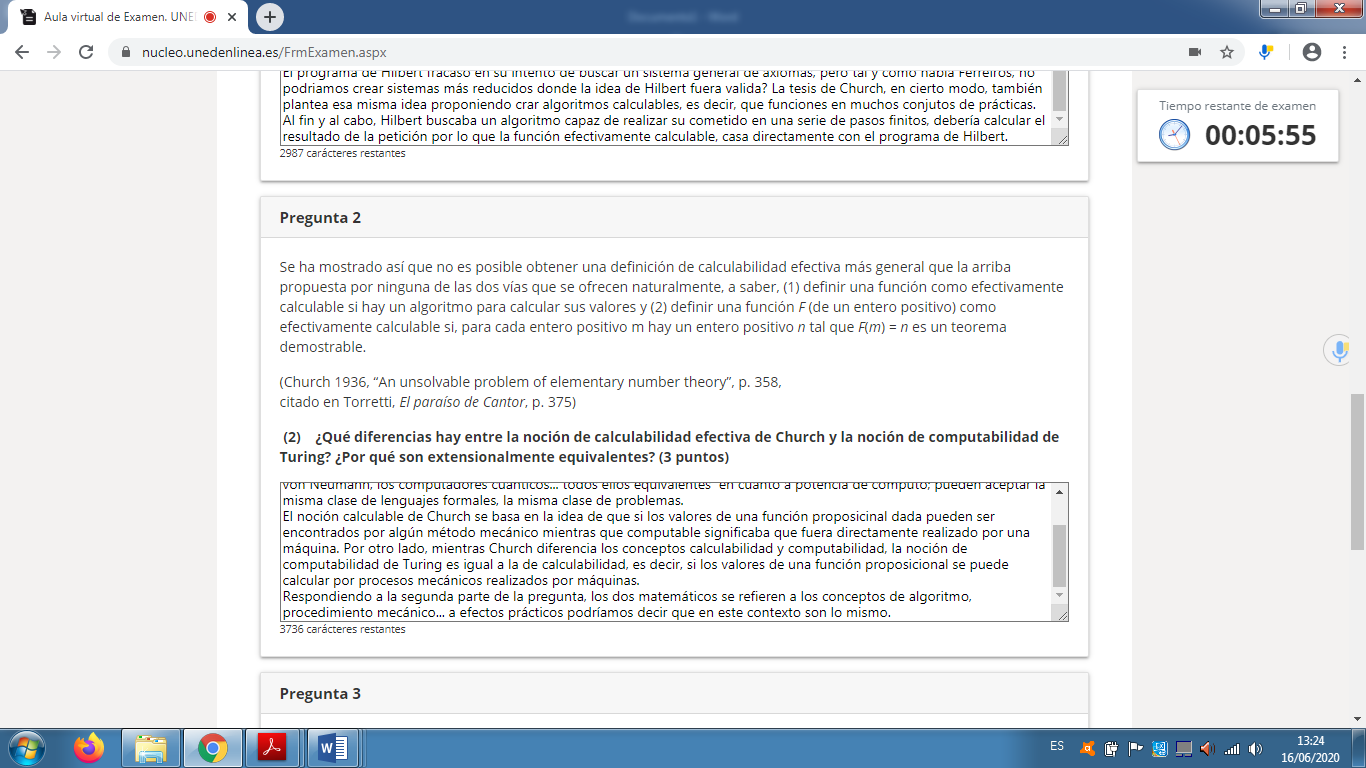 Aula virtual de Examen. UNE
nucleo.unedenlinea.es/FrmExamen.aspx
El programa de Hilbert fracasó en su intento de buscar un sistema general de axiomas, pero tal y como habla Ferreirós, no
podriamos crear sistemas más reducidos donde la idea de Hilbert fuera valida? La tesis de Church, en cierto modo, también
plantea esa misma idea proponiendo crar algoritmos calculables, es decir, que funciones en muchos conjutos de prácticas.
Al fin y al cabo, Hilbert buscaba un algoritmo capaz de realizar su cometido en una serie de pasos finitos, debería calcular el
resultado de la petición por lo que la función efectivamente calculable, casa directamente con el programa de Hilbert.
2987 carácteres restantes
Tiempo restante de examen
00:05:55
Pregunta 2
Se ha mostrado así que no es posible obtener una definición de calculabilidad efectiva más general que la arriba
propuesta por ninguna de las dos vías que se ofrecen naturalmente, a saber, (1) definir una función como efectivamente
calculable si hay un algoritmo para calcular sus valores y (2) definir una función F (de un entero positivo) como
efectivamente calculable si, para cada entero positivo m hay un entero positivo n tal que F(m) = n es un teorema
demostrable.
(Church 1936, “An unsolvable problem of elementary number theory”, p. 358,
citado en Torretti, El paraíso de Cantor, p. 375)
(2) ¿Qué diferencias hay entre la noción de calculabilidad efectiva de Church y la noción de computabilidad de
Turing? ¿Por qué son extensionalmente equivalentes? (3 puntos)
von Neumann, los computadores cuánticos... todos ellos equivalentes en cuanto a potencia de cómputo; pueden aceptar la
misma clase de lenguajes formales, la misma clase de problemas.
El noción calculable de Church se basa en la idea de que si los valores de una función proposicinal dada pueden ser
encontrados por algún método mecánico mientras que computable significaba que fuera directamente realizado por una
máquina. Por otro lado, mientras Church diferencia los conceptos calculabilidad y computabilidad, la noción de
computabilidad de Turing es igual a la de calculabilidad, es decir, si los valores de una función proposicional se puede
calcular por procesos mecánicos realizados por máquinas.
Respondiendo a la segunda parte de la pregunta, los dos matemáticos se refieren a los conceptos de algoritmo,
procedimiento mecánico... a efectos prácticos podríamos decir que en este contexto son lo mismo.
3736 carácteres restantes
Pregunta 3
ES
13:24
16/06/2020